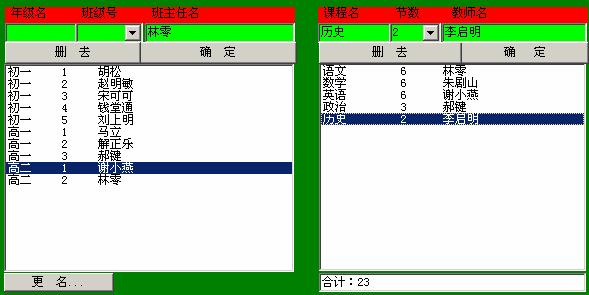 年级名 班级号 班主任名
林零
删 去 确 定
初一 1 胡松
初一 2 赵明敏
初一 3 宋可可
初一 4 钱堂通
初一 5 刘上明
高一 1 马立
高一 2 解正乐
高一 3 郝键
高二 1 谢小燕
高二 2 林零
更 名...
课程名 节数 教师名
历史 2 李启明
删 去 确 定
语文 6 林零
数学 6 朱剧山
英语 6 谢小燕
政治 3 郝键
历史 2 李启明
合计：23